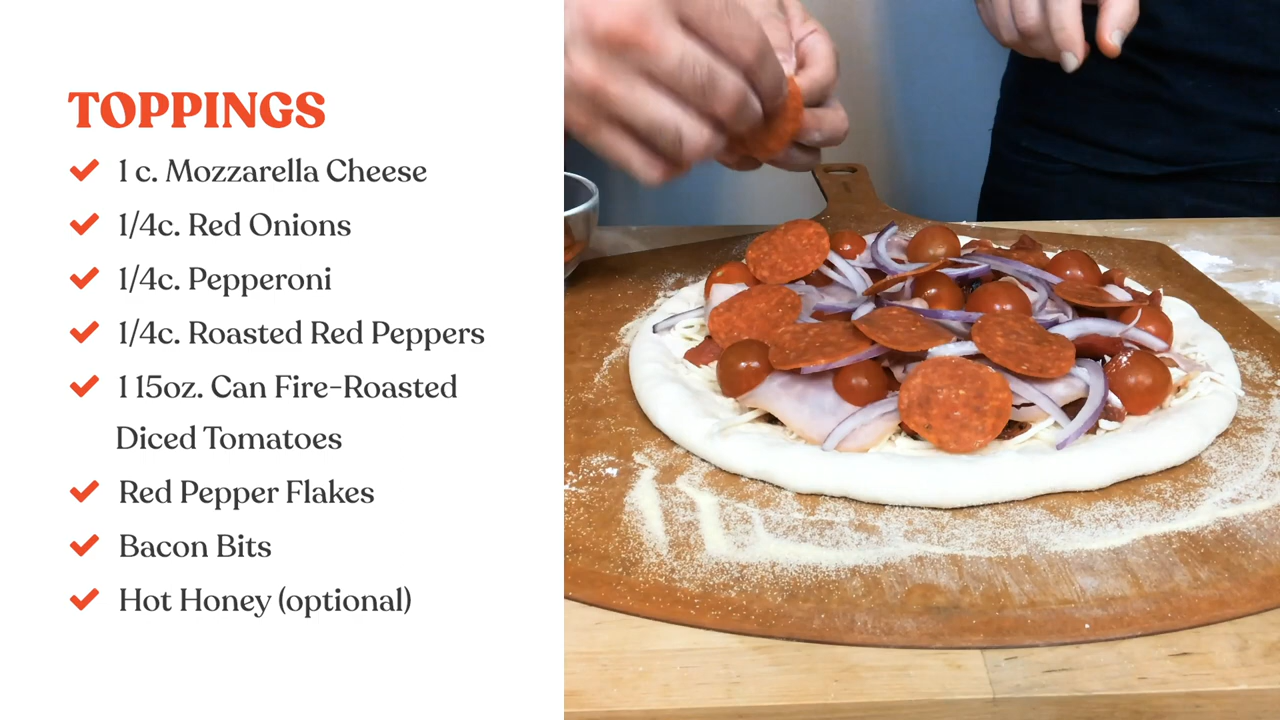 TOPPINGS
1 c. Mozzarella Cheese
1/4c. Red Onions
1/4c. Pepperoni
1/4c. Roasted Red Peppers
1 15oz. Can Fire-Roasted
Diced Tomatoes
Red Pepper Flakes
Bacon Bits
Hot Honey (optional)